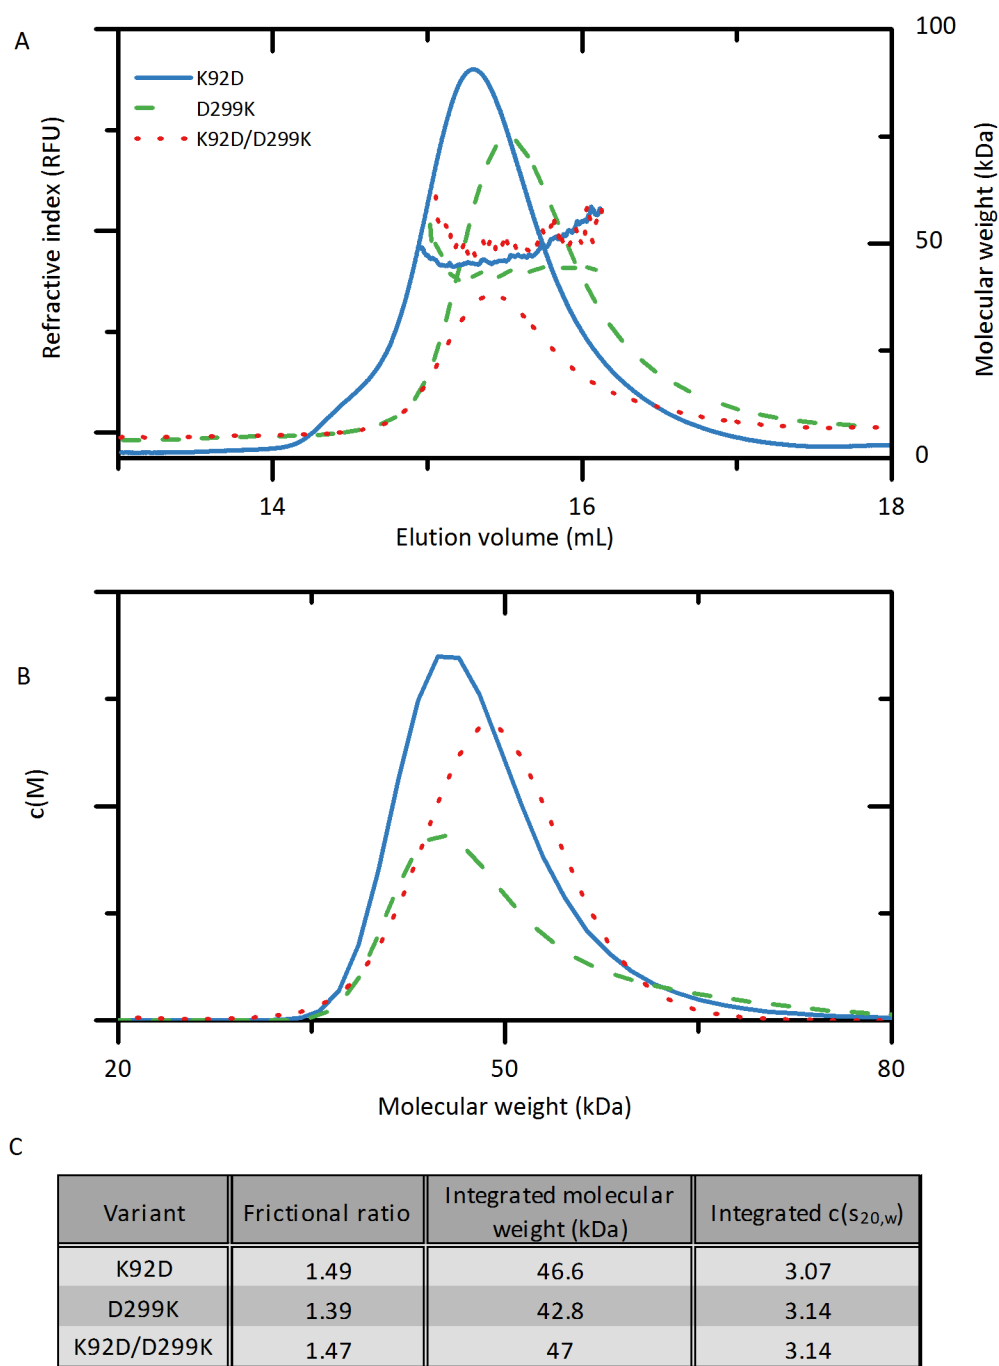 A
100
K92D
D299K
K92D/D299K
Refractive index (RFU)
50
Molecular weight (kDa)
0
14
16
18
Elution volume (mL)
B
c(M)
20
50
80
Molecular weight (kDa)
C
Variant
Frictional ratio
Integrated molecular
weight (kDa)
Integrated c(s20,w)
K92D
1.49
46.6
3.07
D299K
1.39
42.8
3.14
K92D/D299K
1.47
47
3.14